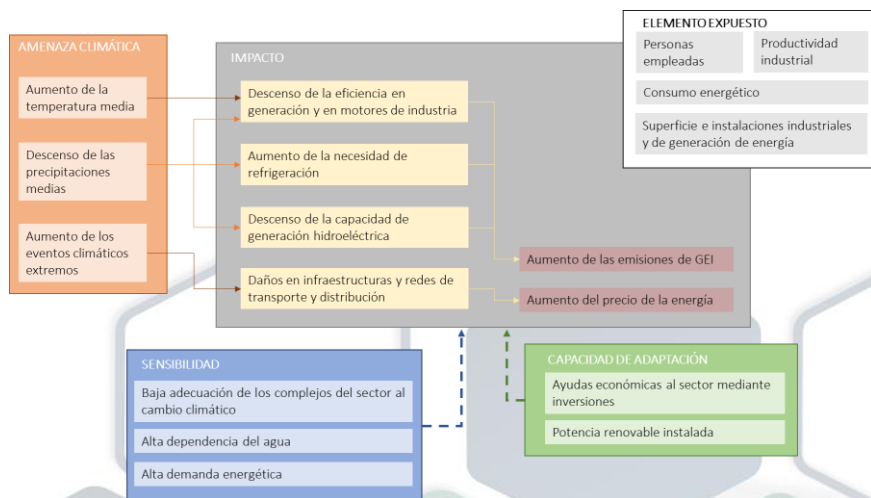 AMENAZA CLIMÁTICA
Aumento de la
temperatura media
Descenso de las
precipitaciones
medias
Aumento de los
eventos climáticos
extremos
IMPACTO
Descenso de la eficiencia en
generación y en motores de industria
Aumento de la necesidad de
refrigeración
Descenso de la capacidad de
generación hidroeléctrica
Daños en infraestructuras y redes de
transporte y distribución
Aumento de las emisiones de GEI
Aumento del precio de la energía
ELEMENTO EXPUESTO
Personas
empleadas
Productividad
industrial
Consumo energético
Superficie e instalaciones industriales
y de generación de energía
SENSIBILIDAD
Baja adecuación de los complejos del sector al
cambio climático
Alta dependencia del agua
Alta demanda energética
CAPACIDAD DE ADAPTACIÓN
Ayudas económicas al sector mediante
inversiones
Potencia renovable instalada